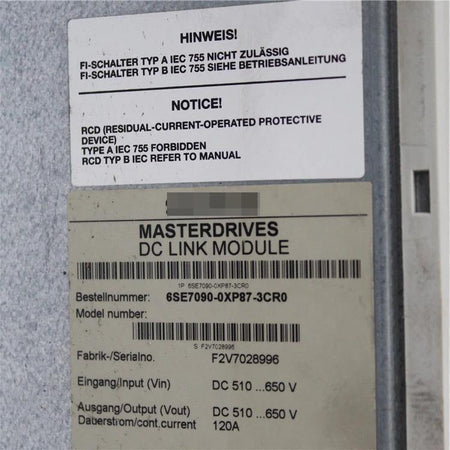 HINWEIS!
FI-SCHALTER TYP A IEC 755 NICHT ZULÄSSIG
FI-SCHALTER TYP B IEC 755 SIEHE BETRIEBSANLEITUNG
NOTICE!
RCD (RESIDUAL-CURRENT-OPERATED PROTECTIVE
DEVICE)
TYPE A IEC 755 FORBIDDEN
RCD TYP B IEC REFER TO MANUAL
MASTERDRIVES
DC LINK MODULE
1P 6SE7090-0XP87-3CR0
Bestellnummer: 6SE7090-0XP87-3CR0
Model number:
S F2V7028996
Fabrik-/Serialno. F2V7028996
Eingang/Input (Vin) DC 510 ...650 V
Ausgang/Output (Vout) DC 510 ...650 V
Dauerstrom/cont.current 120A